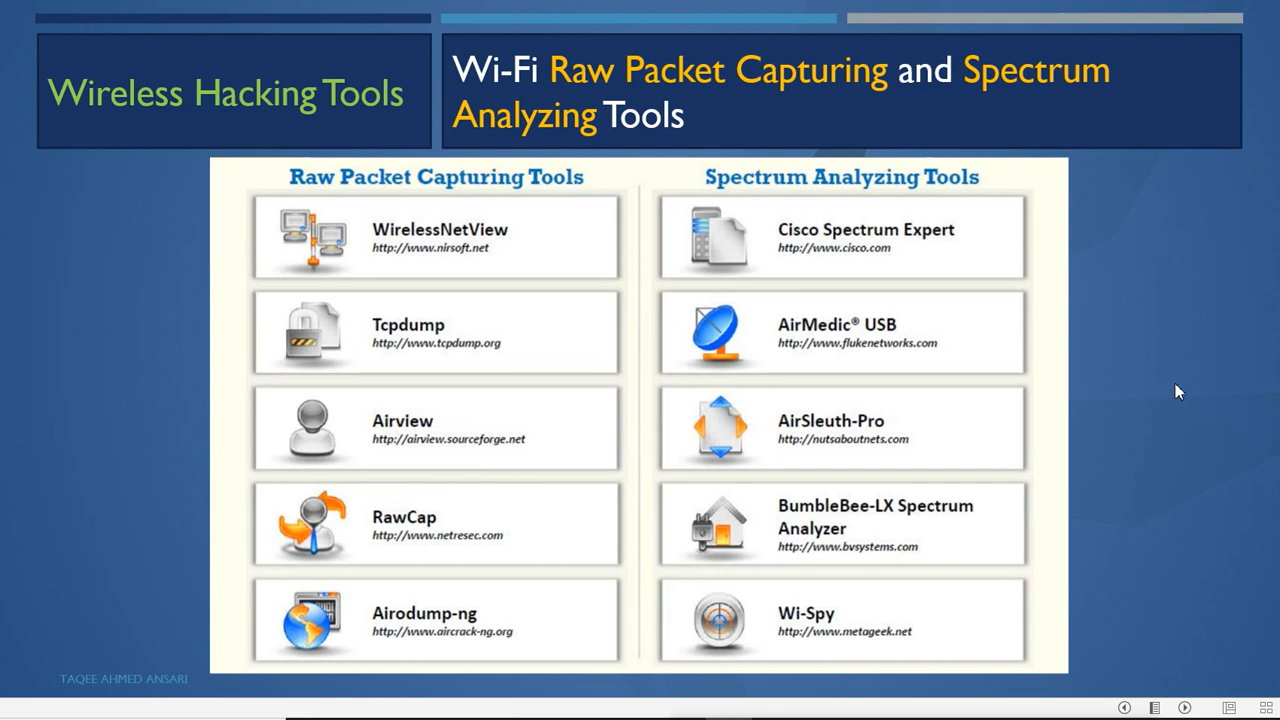 Wireless Hacking Tools
Wi-Fi Raw Packet Capturing and Spectrum
Analyzing Tools
Raw Packet Capturing Tools
WirelessNetView
http://www.nirsoft.net
Tcpdump
http://www.tcpdump.org
Airview
http://airview.sourceforge.net
RawCap
http://www.netresec.com
Airodump-ng
http://www.aircrack-ng.org
Spectrum Analyzing Tools
Cisco Spectrum Expert
http://www.cisco.com
AirMedic® USB
http://www.flukenetworks.com
AirSleuth-Pro
http://nutsaboutnets.com
BumbleBee-LX Spectrum
Analyzer
http://www.bvsystems.com
Wi-Spy
http://www.metageek.net
TAQEE AHMED ANSARI